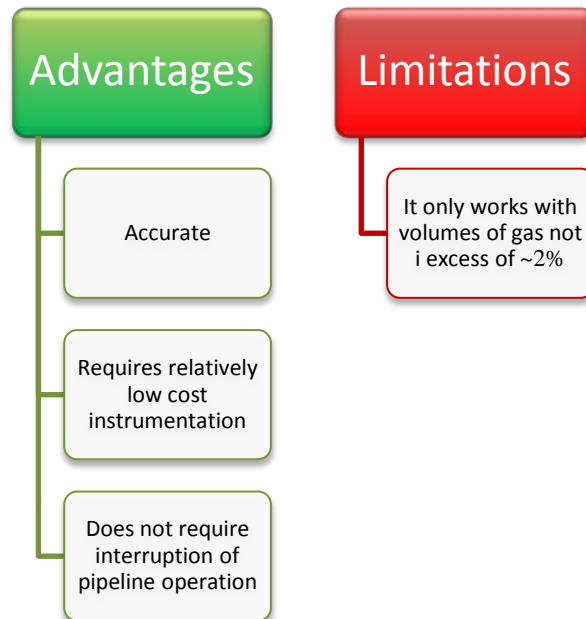 Advantages
Accurate
Requires relatively
low cost
instrumentation
Does not require
interruption of
pipeline operation
Limitations
It only works with
volumes of gas not
i excess of ~2%